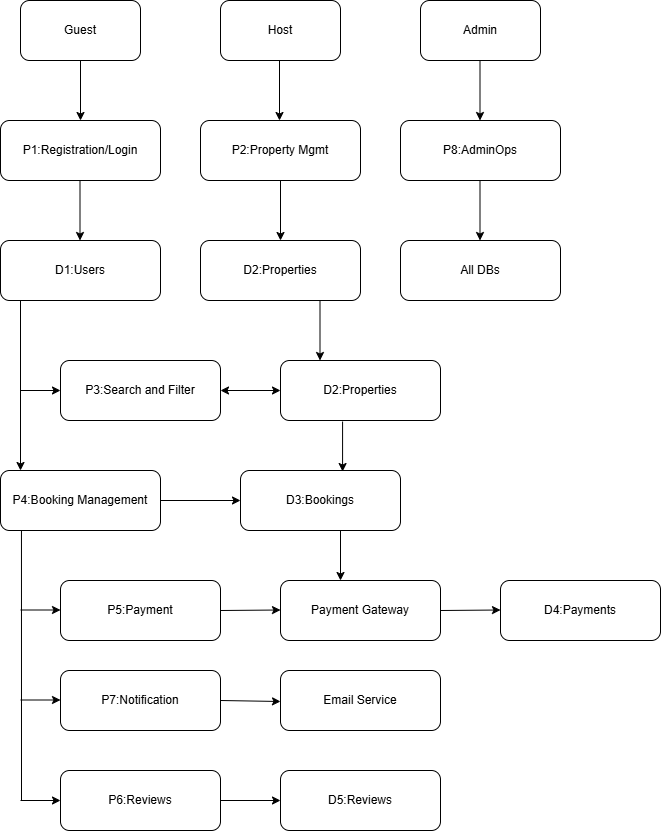 Guest
Host
Admin
P1:Registration/Login
P2:Property Mgmt
P8:AdminOps
D1:Users
D2:Properties
All DBs
P3:Search and Filter
D2:Properties
P4:Booking Management
D3:Bookings
P5:Payment
Payment Gateway
D4:Payments
P7:Notification
Email Service
P6:Reviews
D5:Reviews